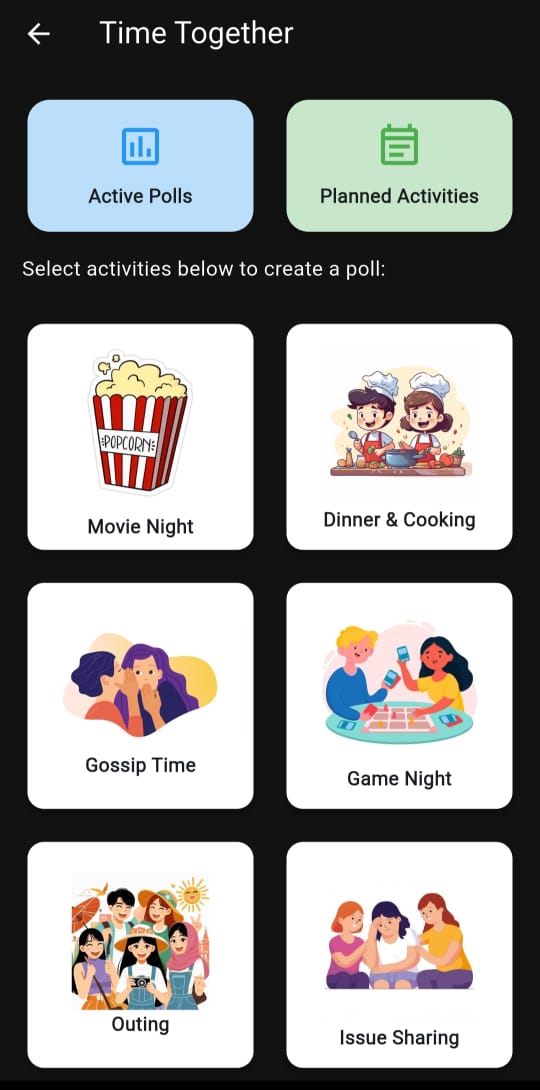 Time Together
Active Polls
Planned Activities
Select activities below to create a poll:
POPCORN
Movie Night
Dinner & Cooking
Gossip Time
Game Night
Outing
Issue Sharing